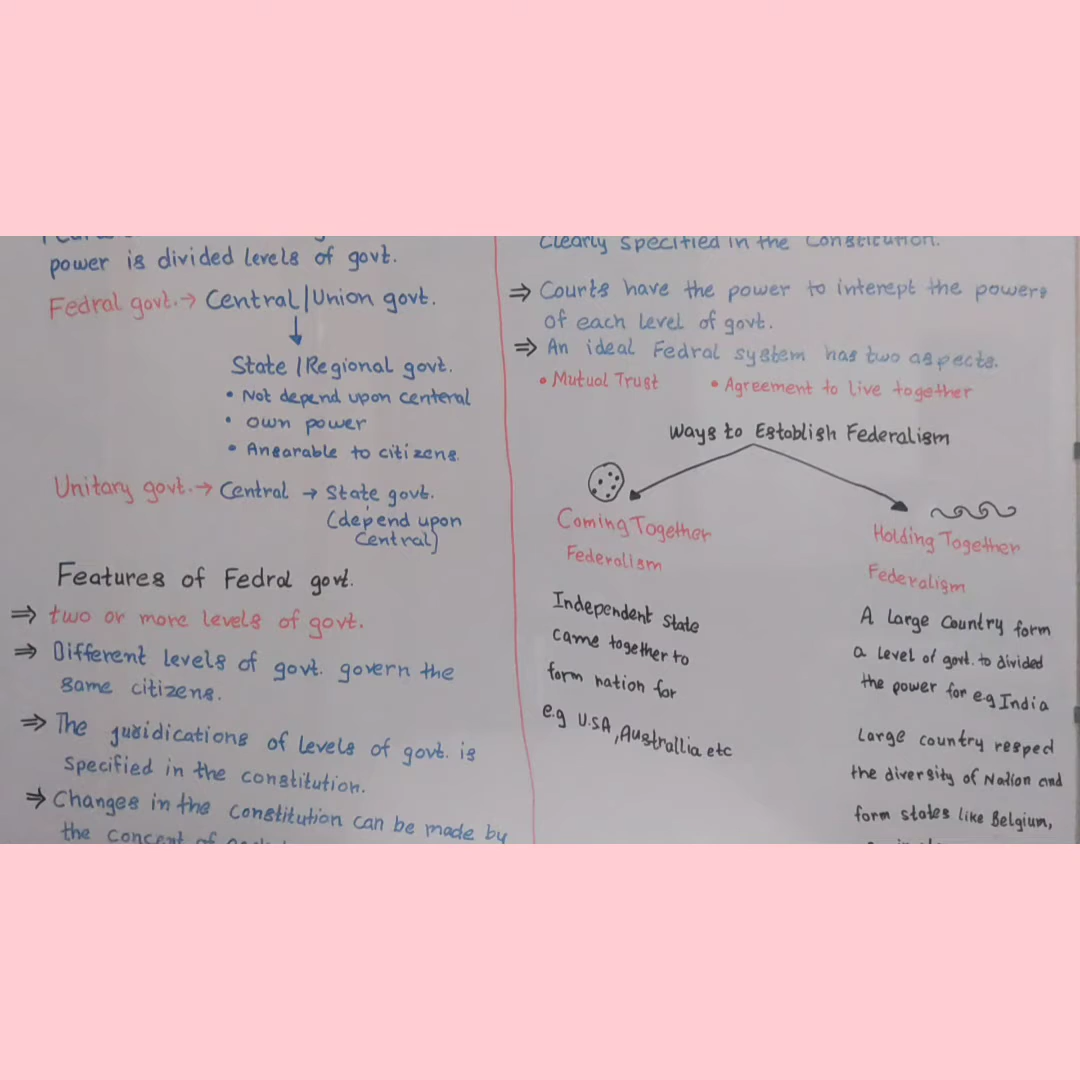 power is divided levels of govt.
Fedral govt. → Central/Union govt.
↓
State/Regional govt.
• Not depend upon centeral
• own power
• Ansarable to citizens.
Unitary govt. → Central → State govt.
(depend upon
Central)
Features of Fedral govt.
⇒ two or more levels of govt.
⇒ Different levels of govt. govern the
same citizens.
⇒ The juridications of levels of govt. is
specified in the constitution.
⇒ Changes in the constitution can be made by
the concent of
Clearly specified in the Constitution.
⇒ Courts have the power to interept the powers
of each level of govt.
⇒ An ideal Fedral system has two aspects.
• Mutual Trust • Agreement to live together
Ways to Establish Federalism
Coming Together
Federalism
Independent State
came together to
form nation for
e.g U.SA, Australlia etc
Holding Together
Federalism
A large Country form
a level of govt. to divided
the power for e.g India
Large country resped
the diversity of Nation and
form states like Belgium,